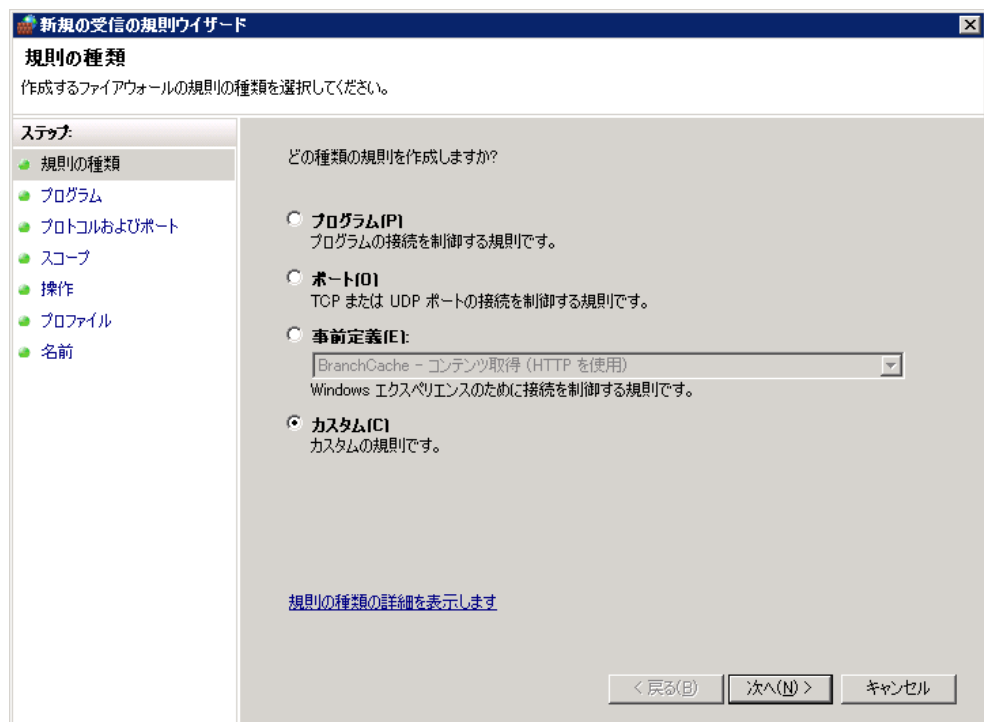 新規の受信の規則ウィザード
規則の種類
作成するファイアウォールの規則の種類を選択してください。
ステップ:
規則の種類
プログラム
プロトコルおよびポート
スコープ
操作
プロファイル
名前
どの種類の規則を作成しますか?
プログラム(P)
プログラムの接続を制御する規則です。
ポート(O)
TCP または UDP ポートの接続を制御する規則です。
事前定義(E):
BranchCache - コンテンツ取得 (HTTP を使用)
Windows エクスペリエンスのために接続を制御する規則です。
カスタム(C)
カスタムの規則です。
規則の種類の詳細を表示します
< 戻る(B)
次へ(N) >
キャンセル